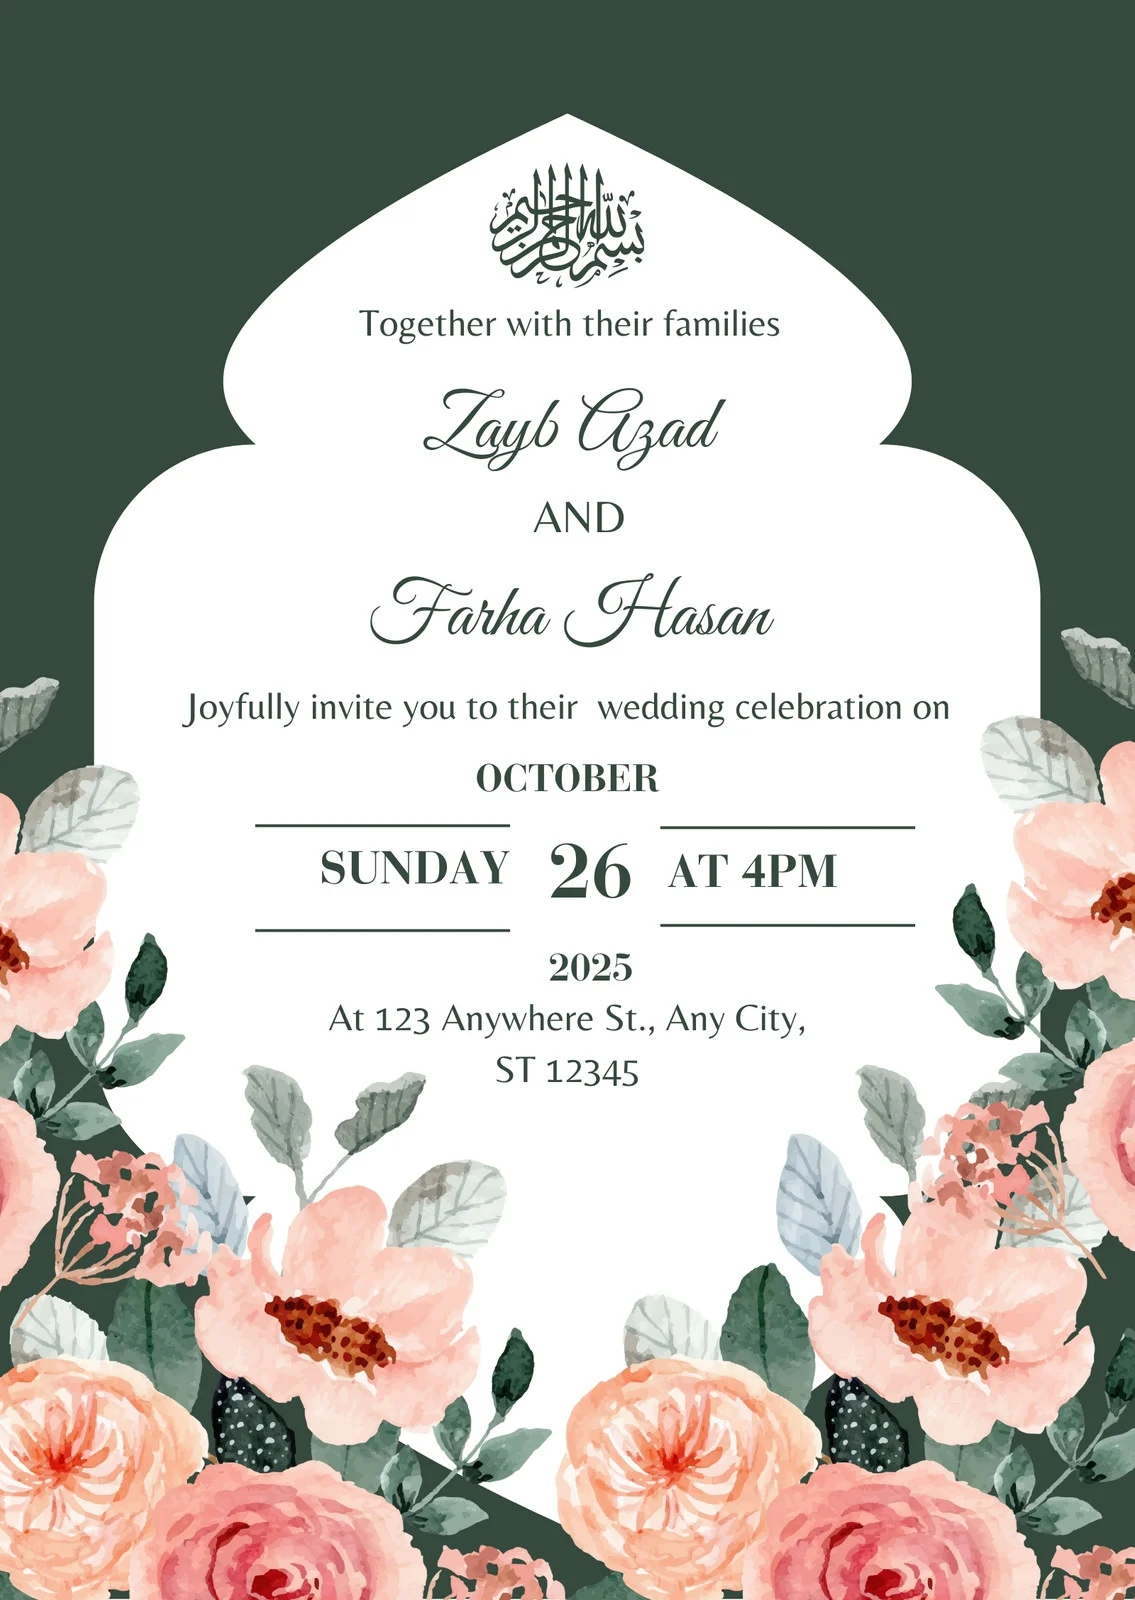 بسم الله الرحمن الرحيم
Together with their families
Zayb Azad
AND
Farha Hasan
Joyfully invite you to their  wedding celebration on
OCTOBER
SUNDAY 26 AT 4PM
2025
At 123 Anywhere St., Any City,
ST 12345